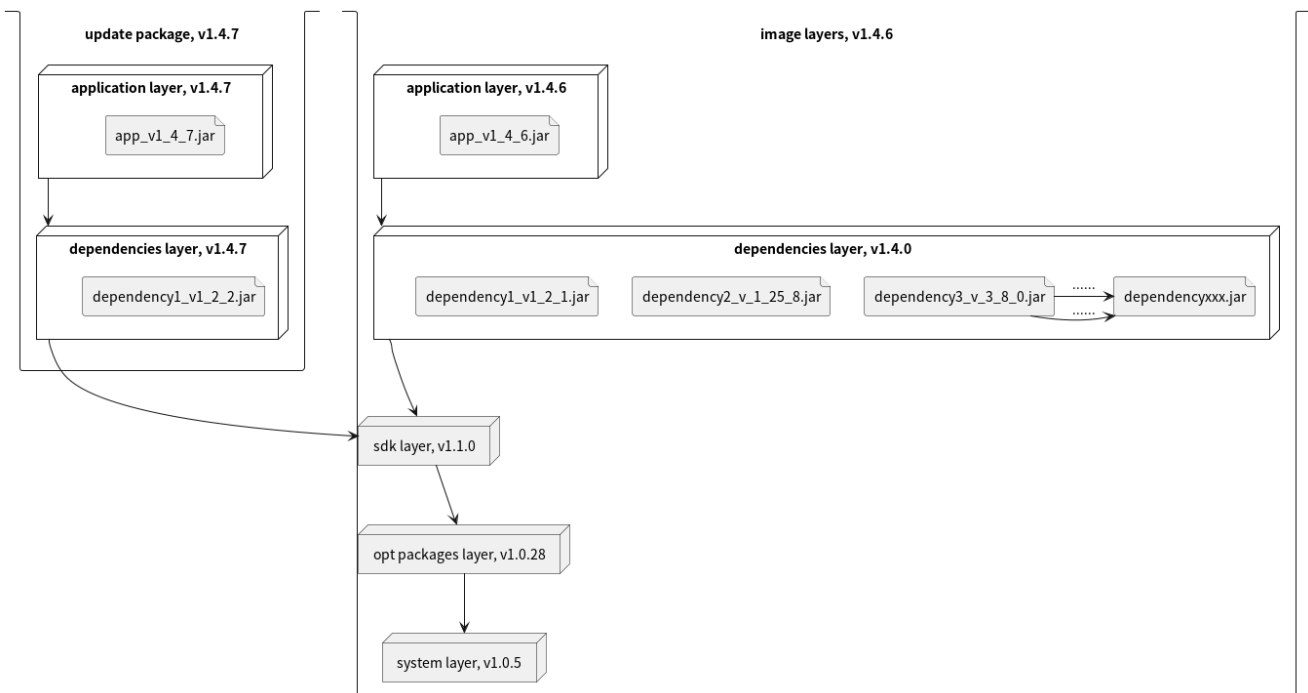 update package, v1.4.7
application layer, v1.4.7
app_v1_4_7.jar
dependencies layer, v1.4.7
dependency1_v1_2_2.jar
image layers, v1.4.6
application layer, v1.4.6
app_v1_4_6.jar
dependencies layer, v1.4.0
dependency1_v1_2_1.jar
dependency2_v_1_25_8.jar
dependency3_v_3_8_0.jar
......
......
dependencyxxx.jar
sdk layer, v1.1.0
opt packages layer, v1.0.28
system layer, v1.0.5